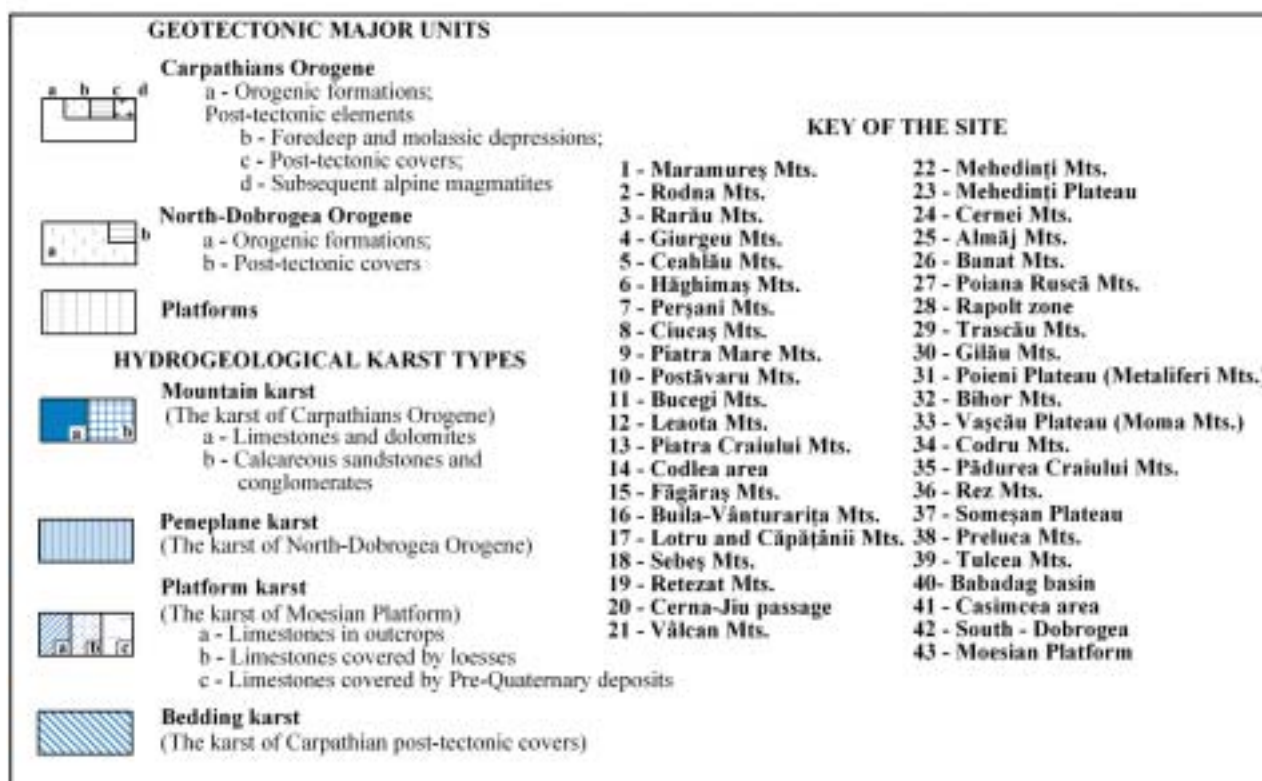 GEOTECTONIC MAJOR UNITS
Carpathians Orogene
a b c d
a - Orogenic formations;
Post-tectonic elements
b - Foredeep and molassic depressions;
c - Post-tectonic covers;
d - Subsequent alpine magmatites
North-Dobrogea Orogene
a b
a - Orogenic formations;
b - Post-tectonic covers
Platforms
HYDROGEOLOGICAL KARST TYPES
Mountain karst
(The karst of Carpathians Orogene)
a b
a - Limestones and dolomites
b - Calcareous sandstones and
conglomerates
Peneplane karst
(The karst of North-Dobrogea Orogene)
Platform karst
(The karst of Moesian Platform)
a b c
a - Limestones in outcrops
b - Limestones covered by loesses
c - Limestones covered by Pre-Quaternary deposits
Bedding karst
(The karst of Carpathian post-tectonic covers)
KEY OF THE SITE
1 - Maramureş Mts.
2 - Rodna Mts.
3 - Rarău Mts.
4 - Giurgeu Mts.
5 - Ceahlău Mts.
6 - Hăghimaş Mts.
7 - Perşani Mts.
8 - Ciucaş Mts.
9 - Piatra Mare Mts.
10 - Postăvaru Mts.
11 - Bucegi Mts.
12 - Leaota Mts.
13 - Piatra Craiului Mts.
14 - Codlea area
15 - Făgăraş Mts.
16 - Buila-Vânturariţa Mts.
17 - Lotru and Căpăţânii Mts.
18 - Sebeş Mts.
19 - Retezat Mts.
20 - Cerna-Jiu passage
21 - Vâlcan Mts.
22 - Mehedinţi Mts.
23 - Mehedinţi Plateau
24 - Cernei Mts.
25 - Almăj Mts.
26 - Banat Mts.
27 - Poiana Ruscă Mts.
28 - Rapolt zone
29 - Trascău Mts.
30 - Gilău Mts.
31 - Poieni Plateau (Metaliferi Mts.)
32 - Bihor Mts.
33 - Vaşcău Plateau (Moma Mts.)
34 - Codru Mts.
35 - Pădurea Craiului Mts.
36 - Rez Mts.
37 - Someşan Plateau
38 - Preluca Mts.
39 - Tulcea Mts.
40- Babadag basin
41 - Casimcea area
42 - South - Dobrogea
43 - Moesian Platform